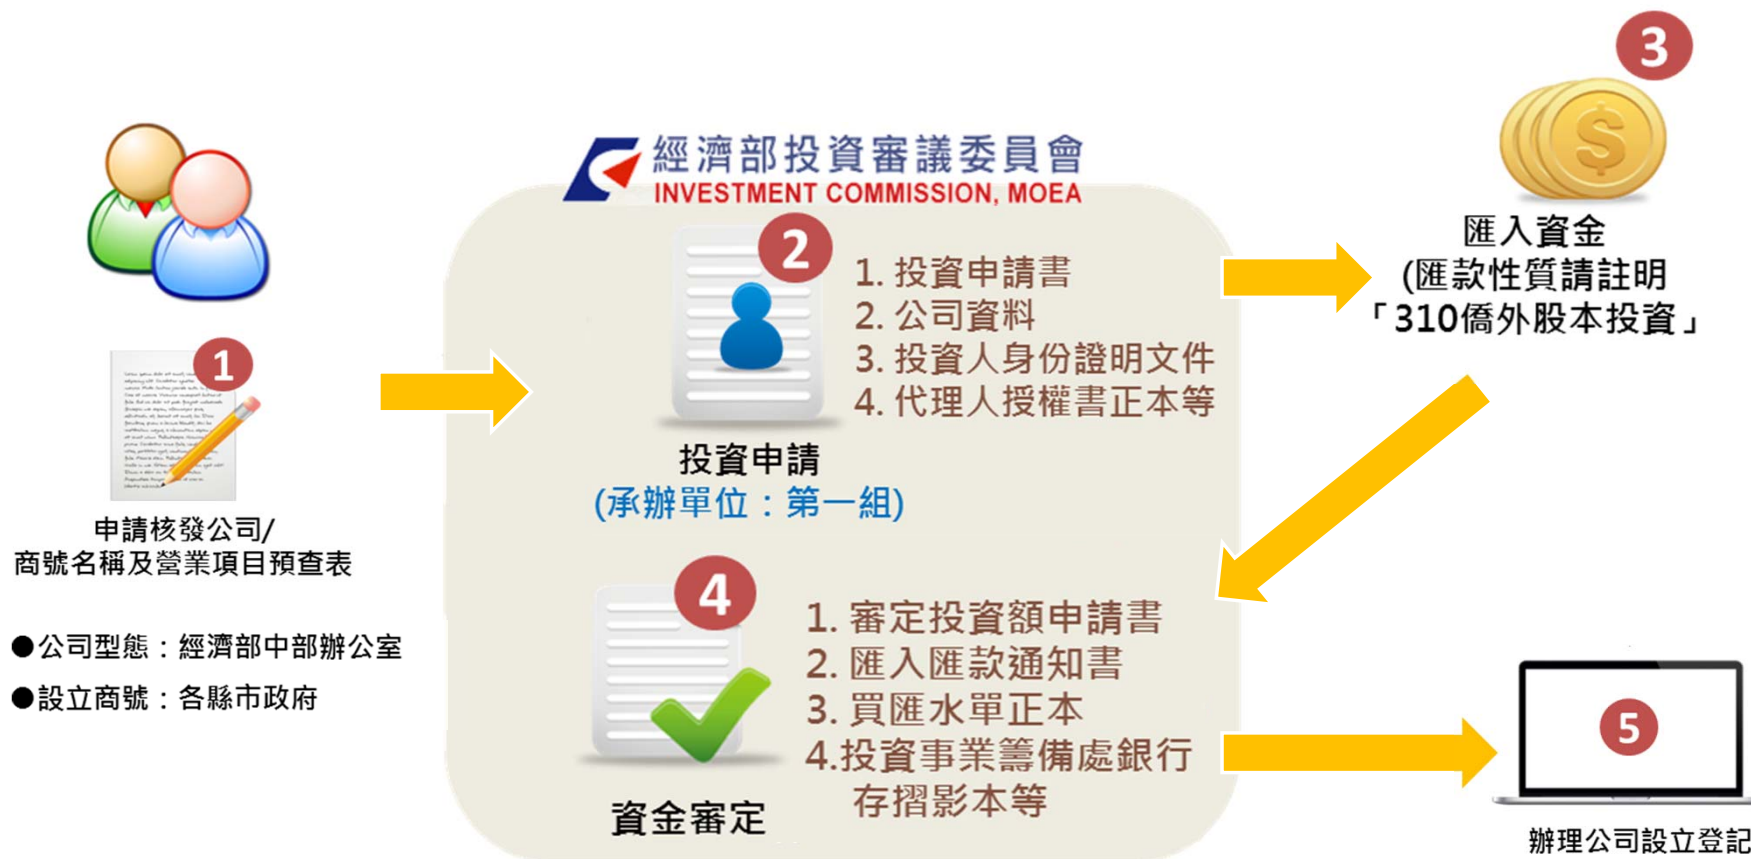 1
申請核發公司/
商號名稱及營業項目預查表
●公司型態：經濟部中部辦公室
●設立商號：各縣市政府
經濟部投資審議委員會
INVESTMENT COMMISSION, MOEA
2
1. 投資申請書
2. 公司資料
3. 投資人身份證明文件
4. 代理人授權書正本等
投資申請
(承辦單位：第一組)
3
匯入資金
(匯款性質請註明
「310僑外股本投資」
4
1. 審定投資額申請書
2. 匯入匯款通知書
3. 買匯水單正本
4.投資事業籌備處銀行
存摺影本等
資金審定
5
辦理公司設立登記